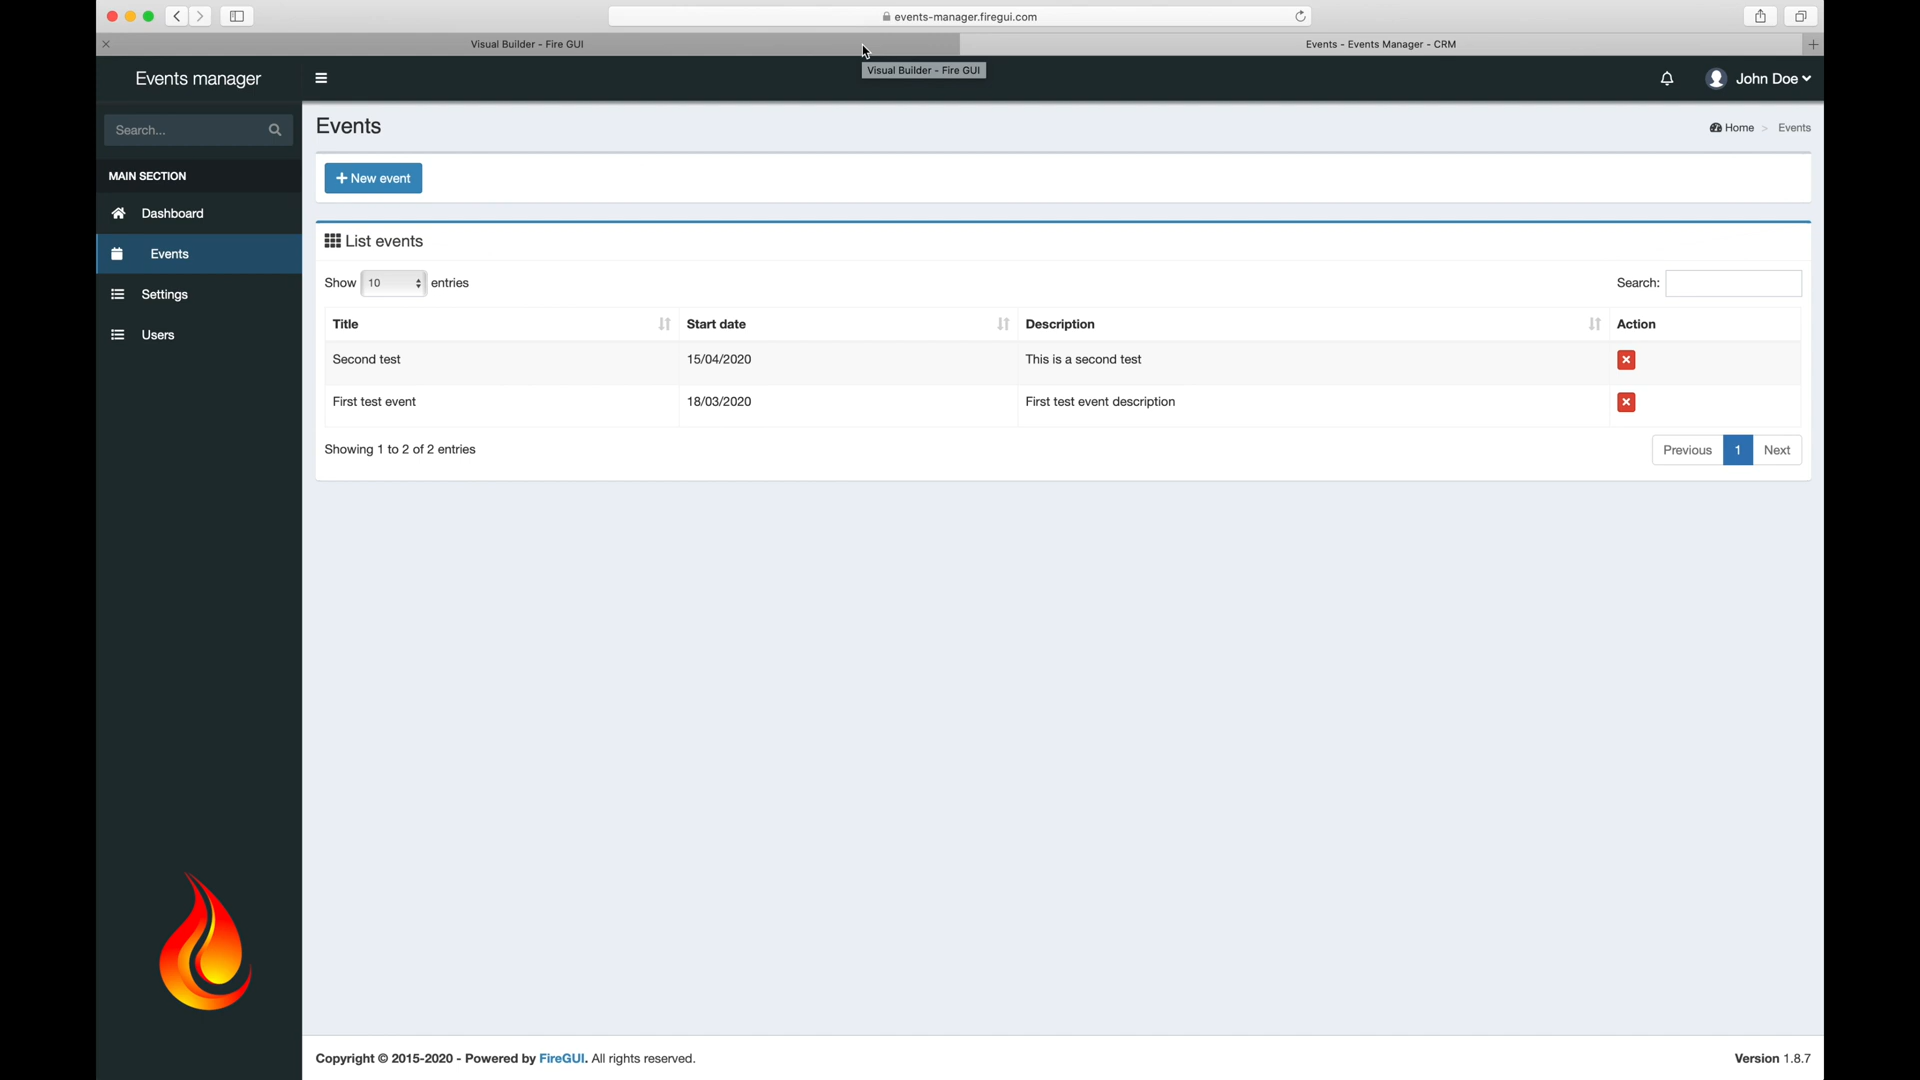 events-manager.firegui.com
Visual Builder - Fire GUI
Events - Events Manager - CRM
Visual Builder - Fire GUI
Events manager
John Doe
Search...
Events
Home > Events
MAIN SECTION
New event
Dashboard
Events
Settings
Users
List events
Show 10 entries
Search:
Title Start date Description Action
Second test 15/04/2020 This is a second test
First test event 18/03/2020 First test event description
Showing 1 to 2 of 2 entries
Previous 1 Next
Copyright © 2015-2020 - Powered by FireGUI. All rights reserved.
Version 1.8.7